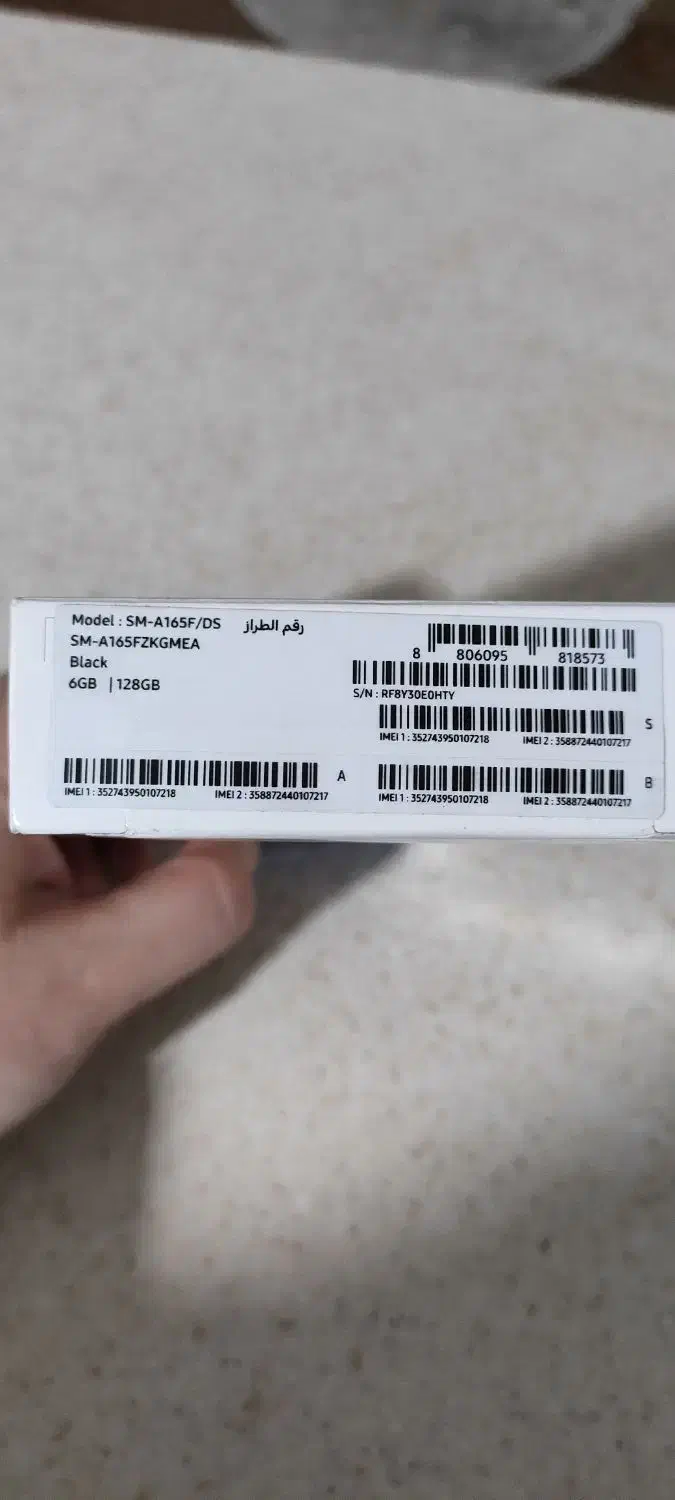 Model : SM-A165F/DS رقم الطراز
SM-A165FZKGMEA
Black
6GB | 128GB
8 806095 818573
S/N : RF8Y30E0HTY
S
IMEI 1 : 352743950107218 IMEI 2 : 358872440107217
A
IMEI 1 : 352743950107218 IMEI 2 : 358872440107217
B
IMEI 1 : 352743950107218 IMEI 2 : 358872440107217